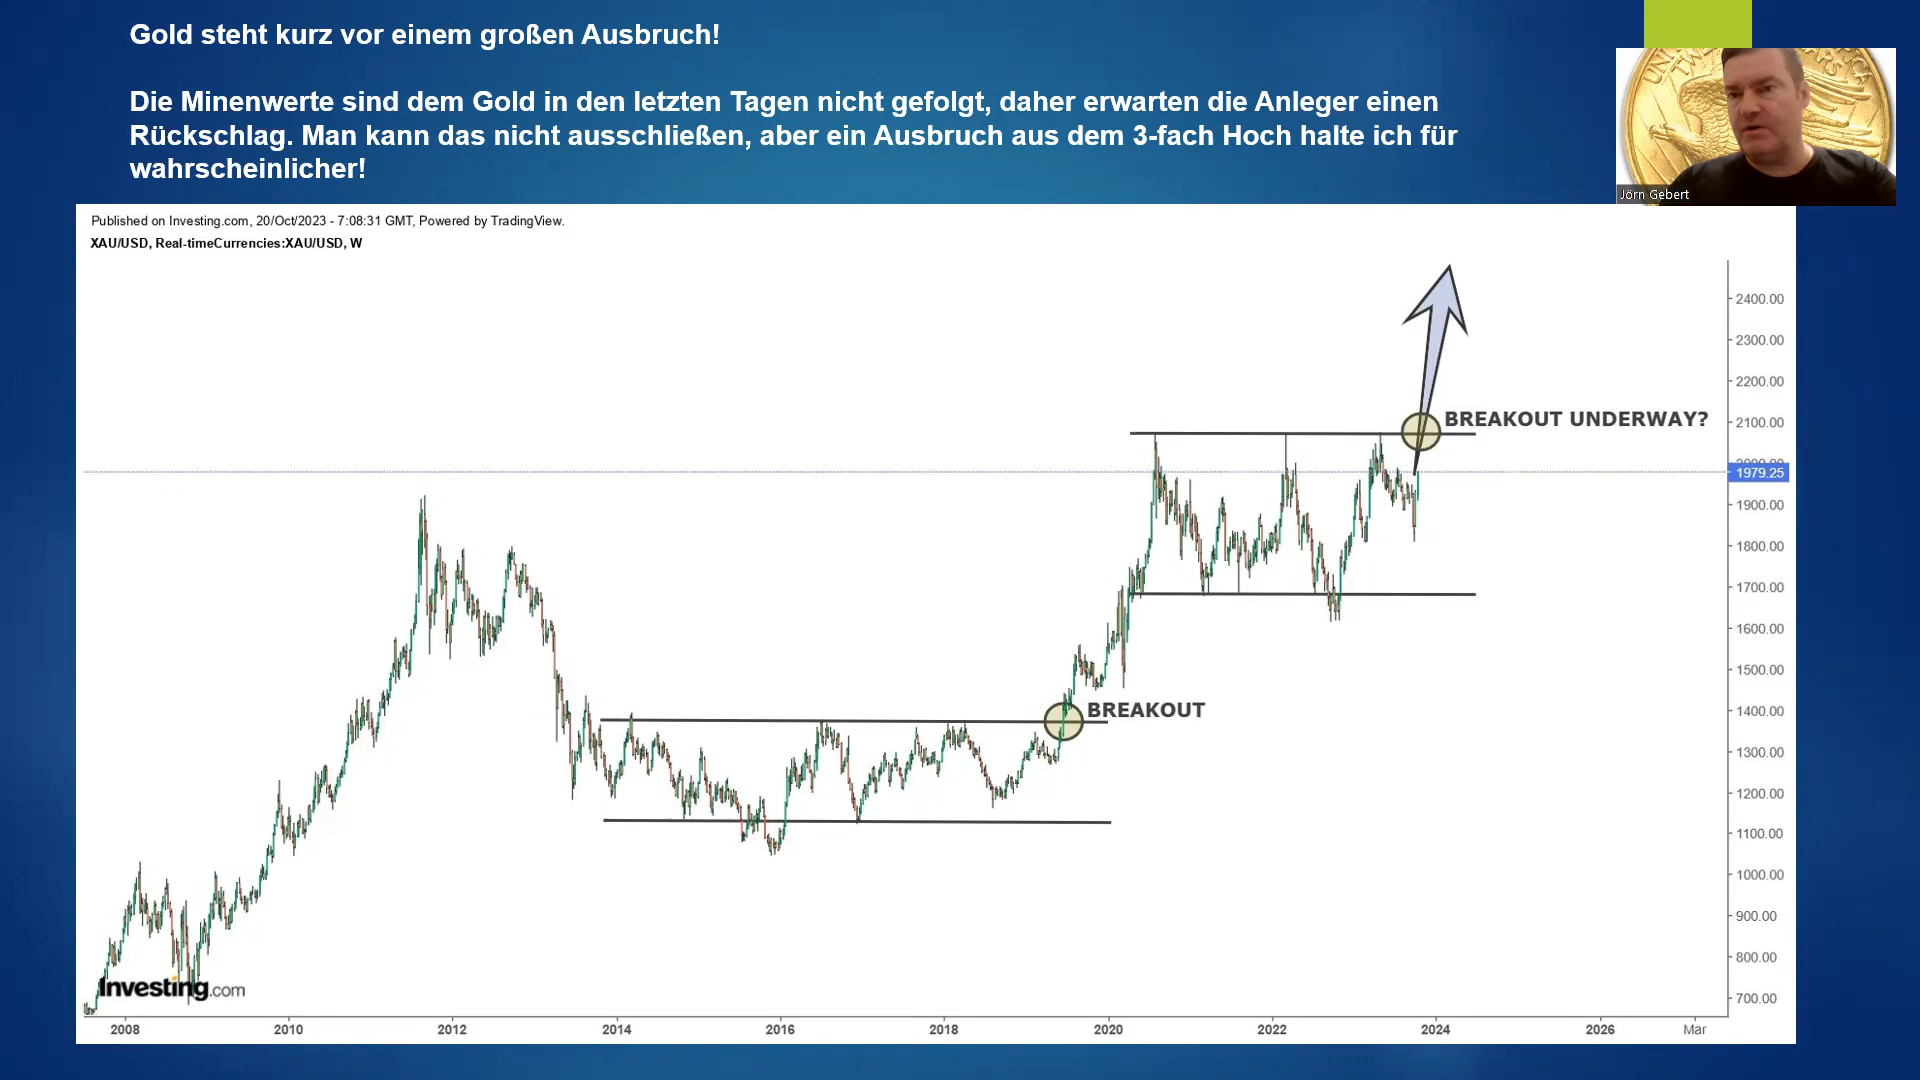 Gold steht kurz vor einem großen Ausbruch!
Die Minenwerte sind dem Gold in den letzten Tagen nicht gefolgt, daher erwarten die Anleger einen
Rückschlag. Man kann das nicht ausschließen, aber ein Ausbruch aus dem 3-fach Hoch halte ich für
wahrscheinlicher!
Jörn Gebert
Published on Investing.com, 20/Oct/2023 - 7:08:31 GMT, Powered by TradingView.
XAU/USD, Real-timeCurrencies:XAU/USD, W
2400.00
2300.00
2200.00
BREAKOUT UNDERWAY?
2100.00
2000.00
1979.25
1900.00
1800.00
1700.00
1600.00
1500.00
BREAKOUT
1400.00
1300.00
1200.00
1100.00
1000.00
900.00
800.00
700.00
Investing.com
2008 2010 2012 2014 2016 2018 2020 2022 2024 2026 Mar